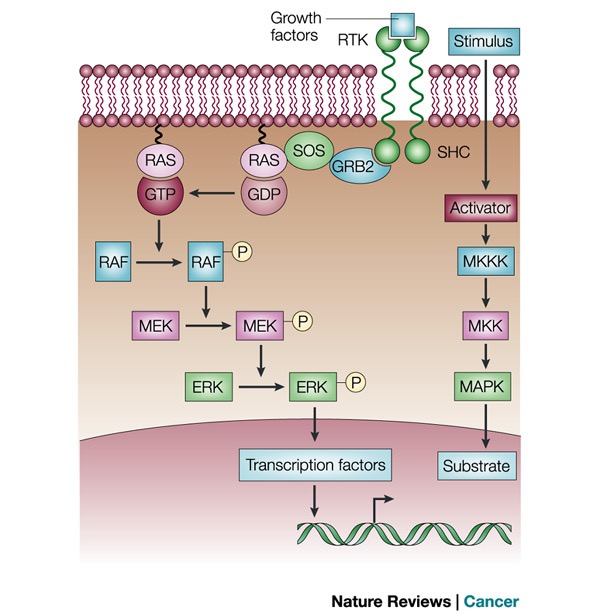 Growth
factors
RTK
Stimulus
RAS
RAS
SOS
GRB2
SHC
GTP
GDP
Activator
RAF
RAF
P
MKKK
MEK
MEK
P
MKK
ERK
ERK
P
MAPK
Transcription factors
Substrate
Nature Reviews | Cancer